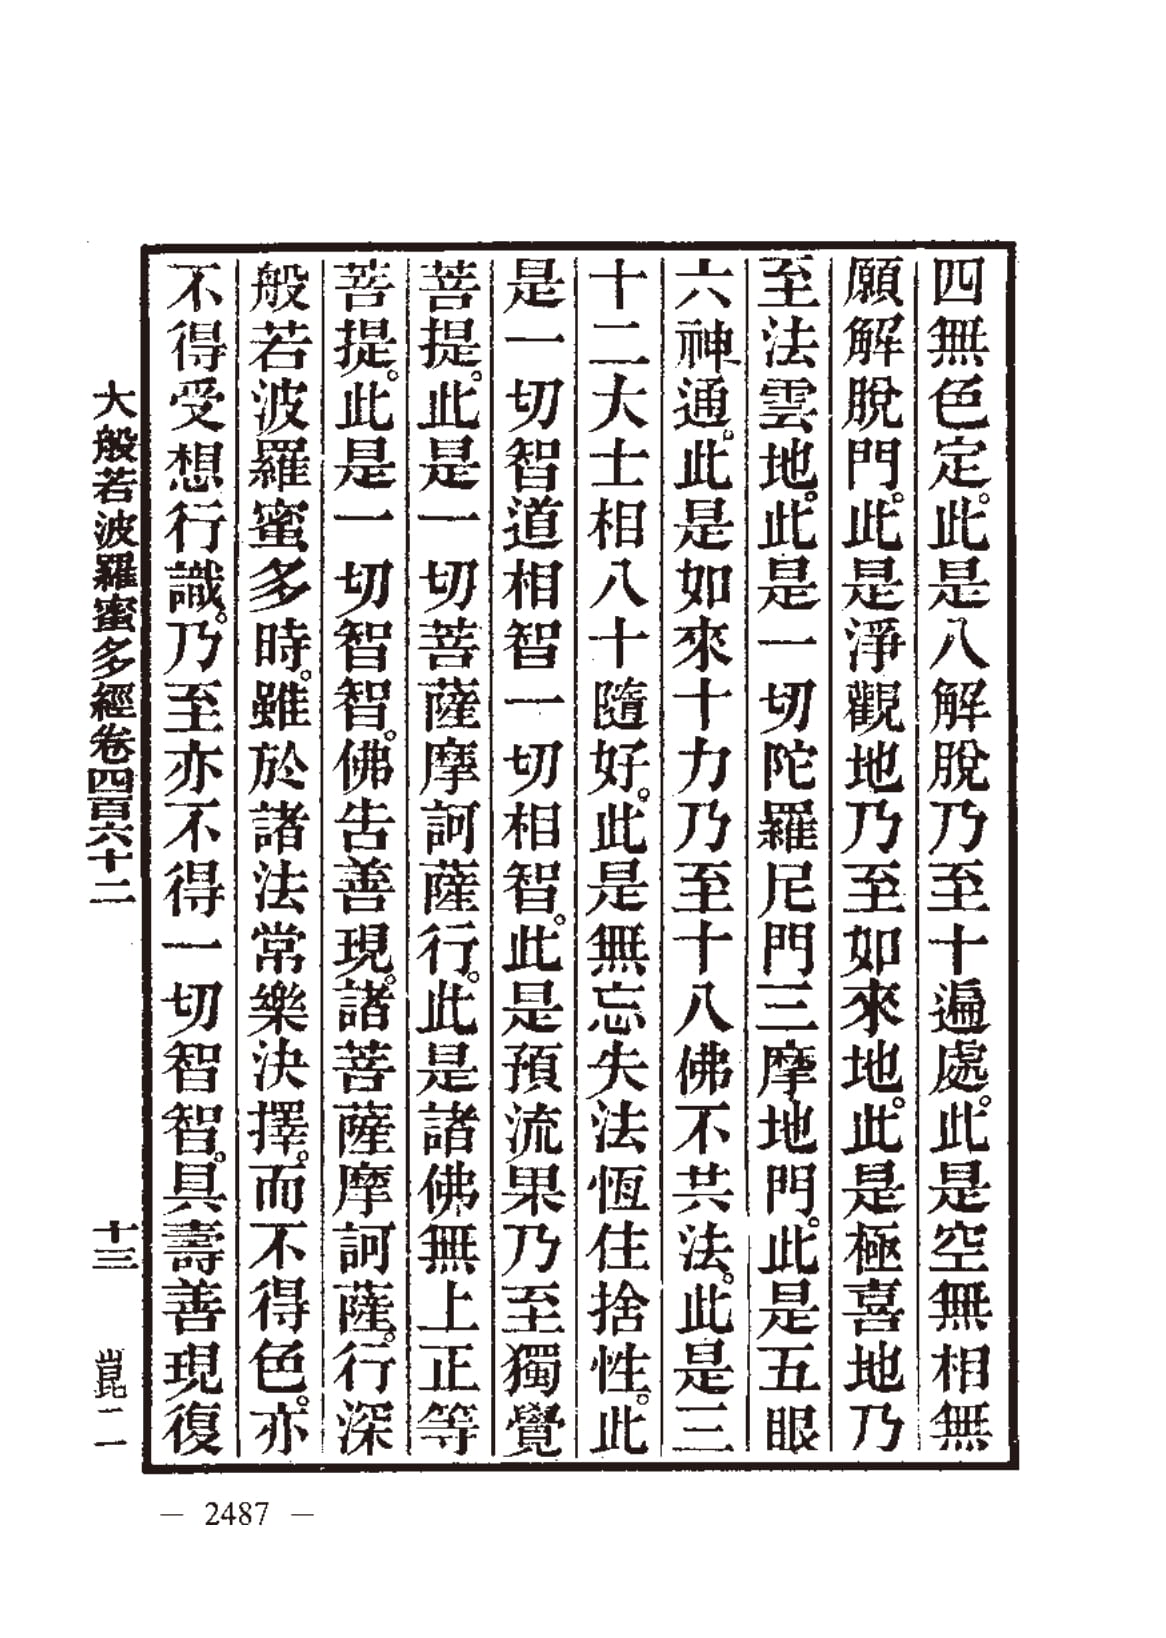 四無色定。此是八解脫乃至十遍處。此是空無相無
願解脫門。此是淨觀地乃至如來地。此是極喜地乃
至法雲地。此是一切陀羅尼門三摩地門。此是五眼
六神通。此是如來十力乃至十八佛不共法。此是三
十二大士相八十隨好。此是無忘失法恆住捨性。此
是一切智道相智一切相智。此是預流果乃至獨覺
菩提。此是一切菩薩摩訶薩行。此是諸佛無上正等
菩提。此是一切智智。佛告善現。諸菩薩摩訶薩。行深
般若波羅蜜多時。雖於諸法常樂決擇。而不得色。亦
不得受想行識。乃至亦不得一切智智。具壽善現復
大般若波羅蜜多經卷四百六十二 十三 崑二
— 2487 —